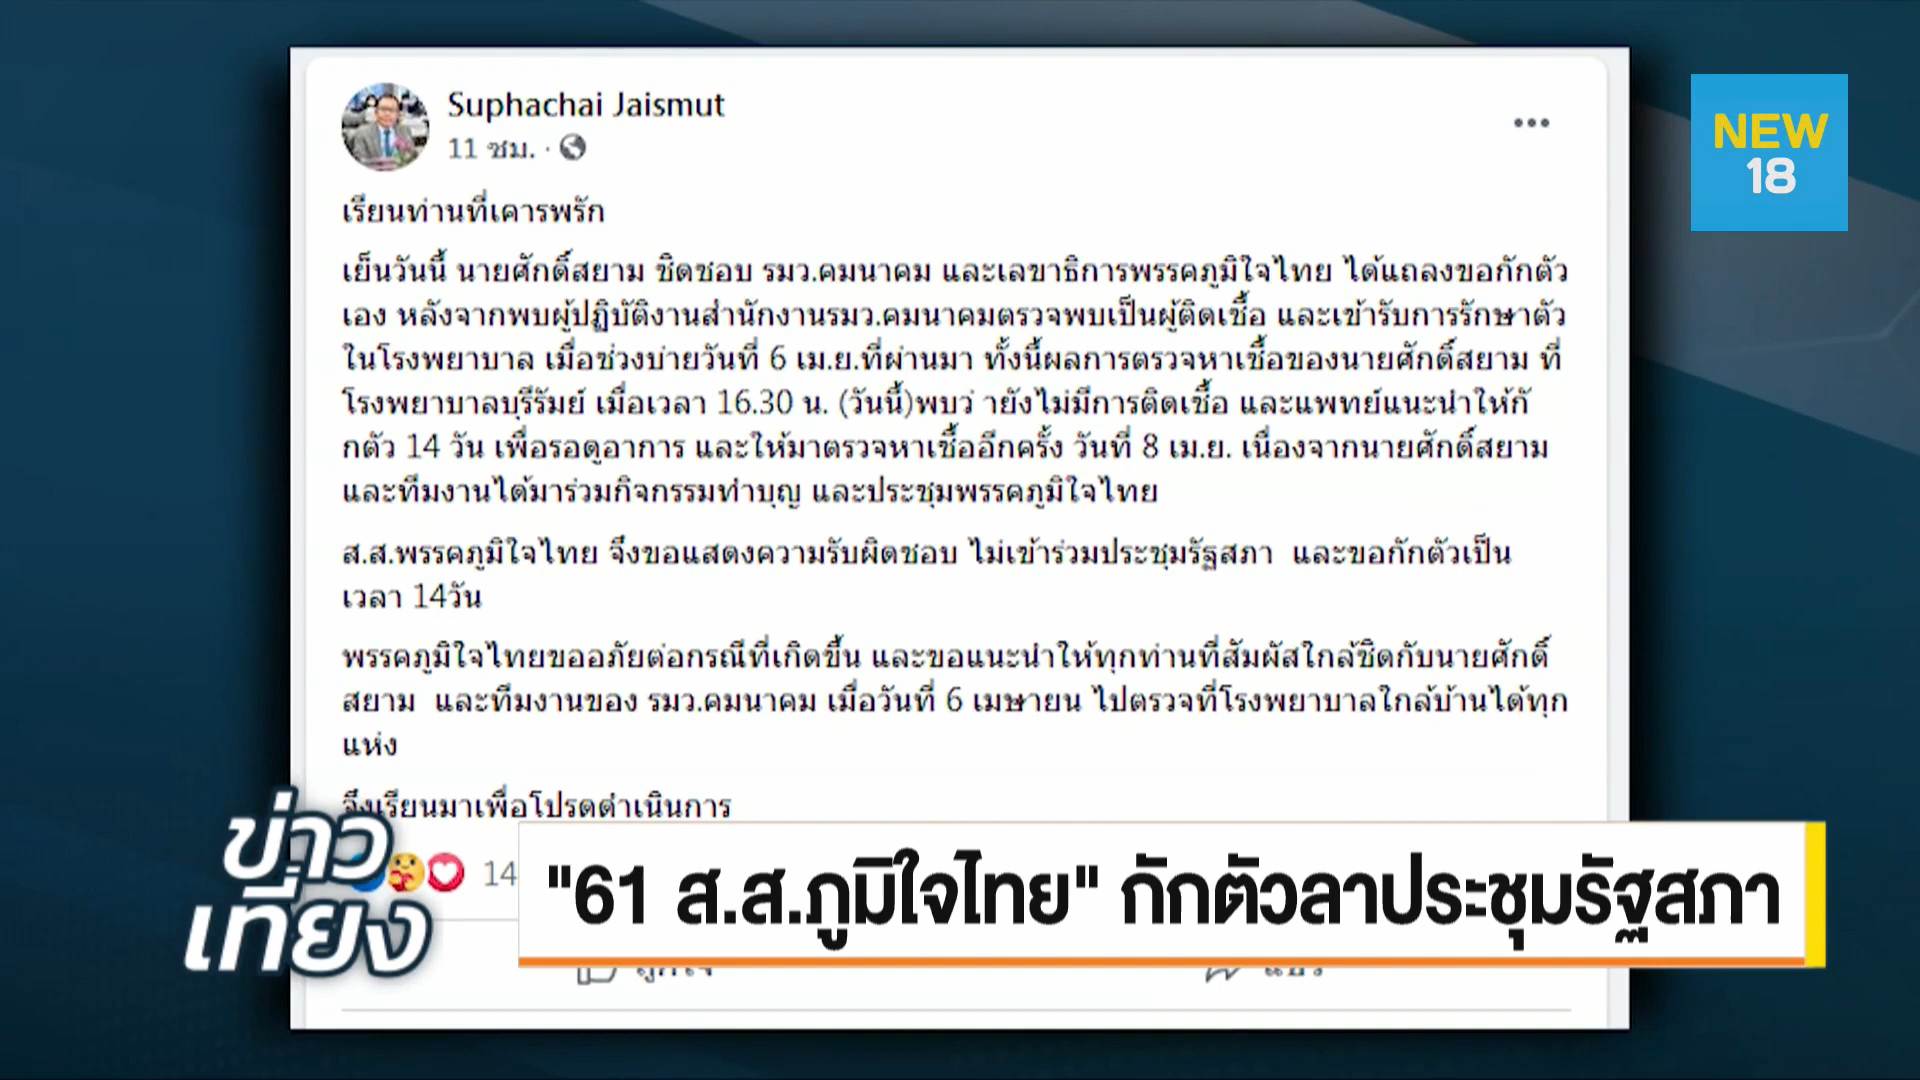 Suphachai Jaismut
11 ชม. ·
NEW
18
เรียนท่านที่เคารพรัก
เย็นวันนี้ นายศักดิ์สยาม ชิดชอบ รมว.คมนาคม และเลขาธิการพรรคภูมิใจไทย ได้แถลงขอกักตัว
เอง หลังจากพบผู้ปฏิบัติงานสำนักงานรมว.คมนาคมตรวจพบเป็นผู้ติดเชื้อ และเข้ารับการรักษาตัว
ในโรงพยาบาล เมื่อช่วงบ่ายวันที่ 6 เม.ย.ที่ผ่านมา ทั้งนี้ผลการตรวจหาเชื้อของนายศักดิ์สยาม ที่
โรงพยาบาลบุรีรัมย์ เมื่อเวลา 16.30 น. (วันนี้)พบว่ ายังไม่มีการติดเชื้อ และแพทย์แนะนำให้กั
กตัว 14 วัน เพื่อรอดูอาการ และให้มาตรวจหาเชื้ออีกครั้ง วันที่ 8 เม.ย. เนื่องจากนายศักดิ์สยาม
และทีมงานได้มาร่วมกิจกรรมทำบุญ และประชุมพรรคภูมิใจไทย
ส.ส.พรรคภูมิใจไทย จึงขอแสดงความรับผิดชอบ ไม่เข้าร่วมประชุมรัฐสภา และขอกักตัวเป็น
เวลา 14วัน
พรรคภูมิใจไทยขออภัยต่อกรณีที่เกิดขึ้น และขอแนะนำให้ทุกท่านที่สัมผัสใกล้ชิดกับนายศักดิ์
สยาม และทีมงานของ รมว.คมนาคม เมื่อวันที่ 6 เมษายน ไปตรวจที่โรงพยาบาลใกล้บ้านได้ทุก
แห่ง
จึงเรียนมาเพื่อโปรดดำเนินการ
14
ข่าว
เที่ยง
"61 ส.ส.ภูมิใจไทย" กักตัวลาประชุมรัฐสภา
ถูกใจ
แชร์